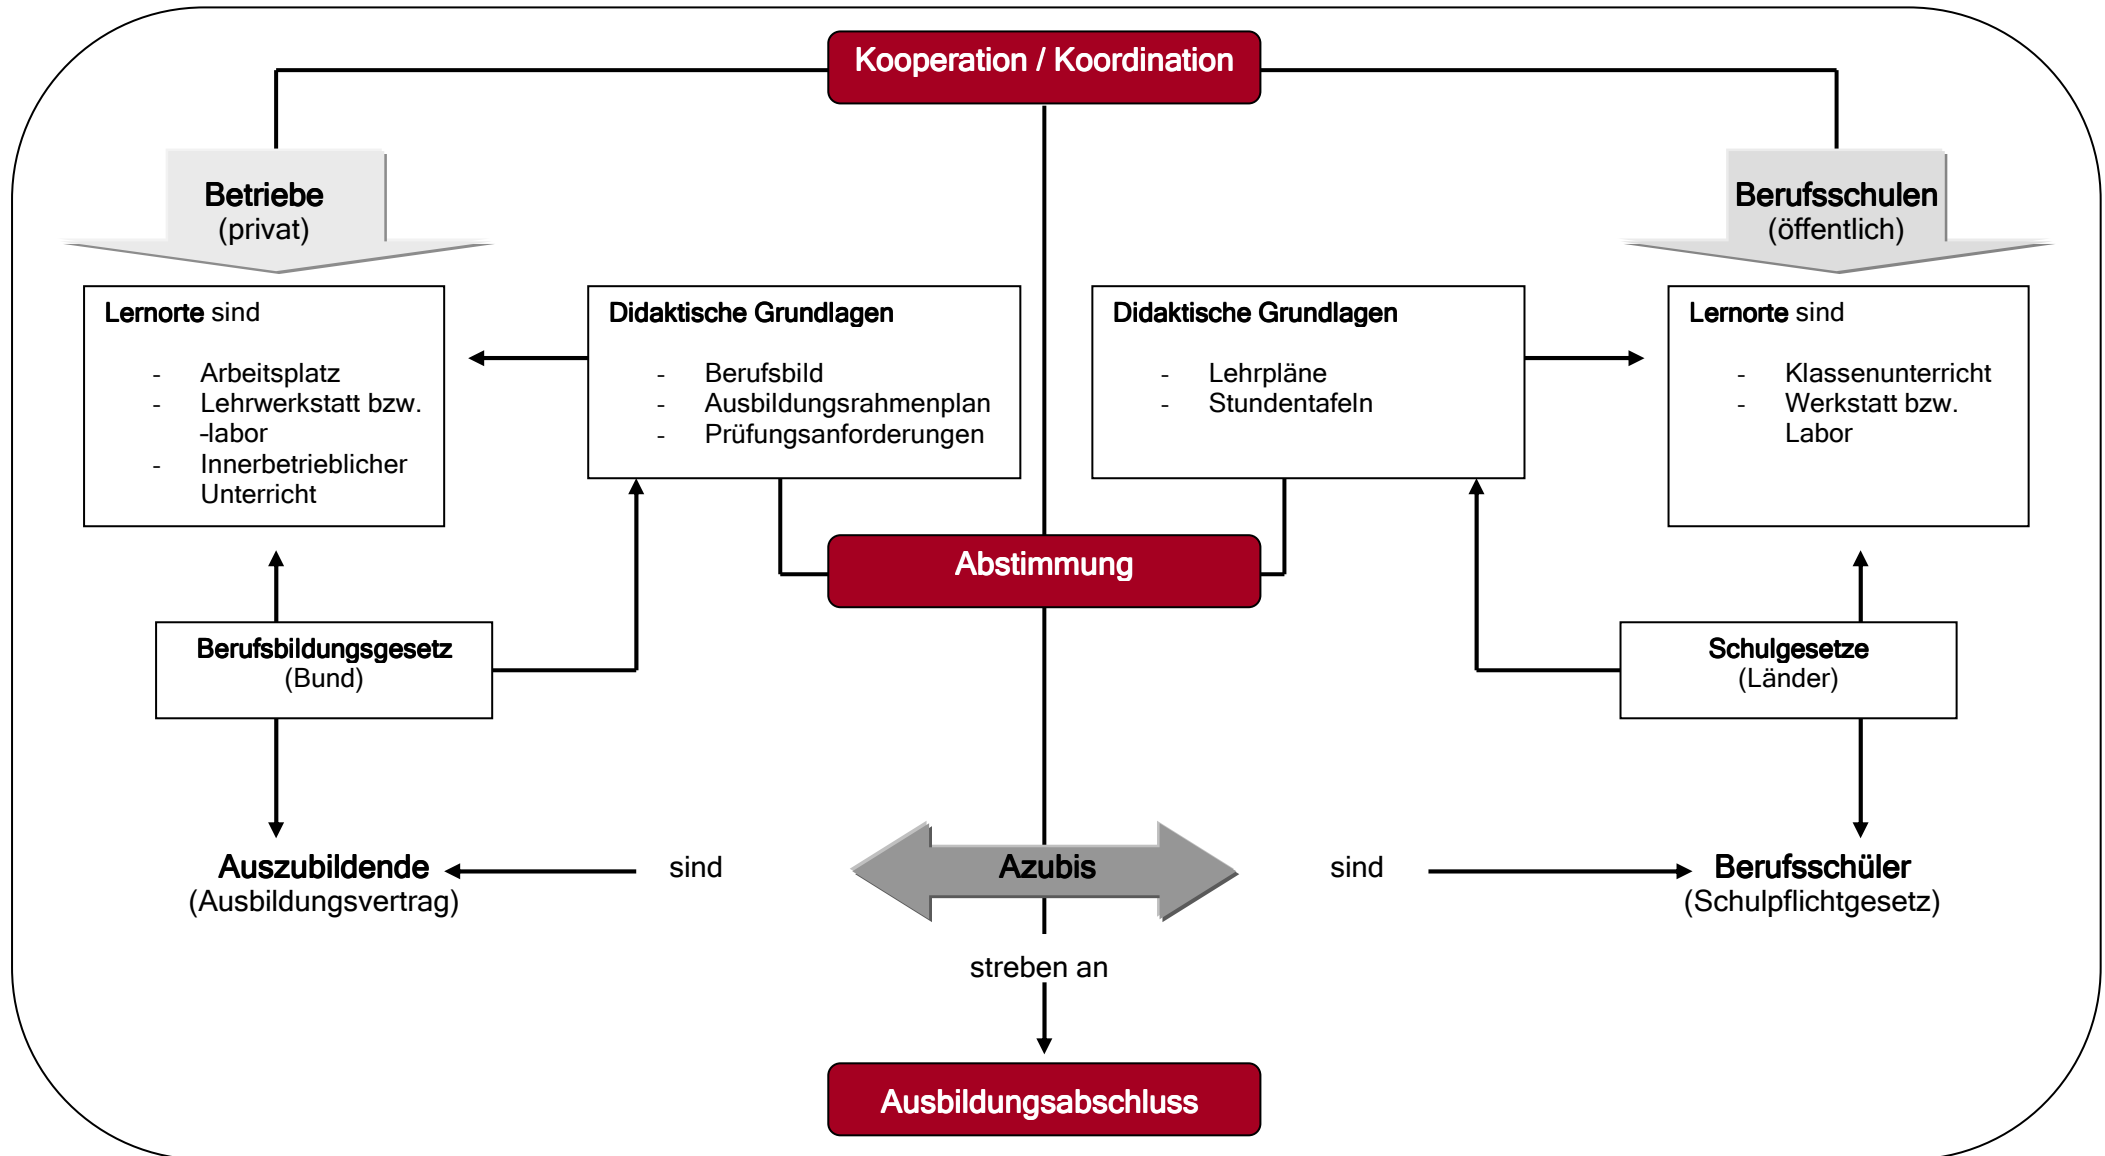 Kooperation / Koordination
Betriebe
(privat)
Berufsschulen
(öffentlich)
Lernorte sind
- Arbeitsplatz
- Lehrwerkstatt bzw.
-labor
- Innerbetrieblicher
Unterricht
Didaktische Grundlagen
- Berufsbild
- Ausbildungsrahmenplan
- Prüfungsanforderungen
Didaktische Grundlagen
- Lehrpläne
- Stundentafeln
Lernorte sind
- Klassenunterricht
- Werkstatt bzw.
Labor
Abstimmung
Berufsbildungsgesetz
(Bund)
Schulgesetze
(Länder)
Auszubildende
(Ausbildungsvertrag)
sind
Azubis
sind
Berufsschüler
(Schulpflichtgesetz)
streben an
Ausbildungsabschluss